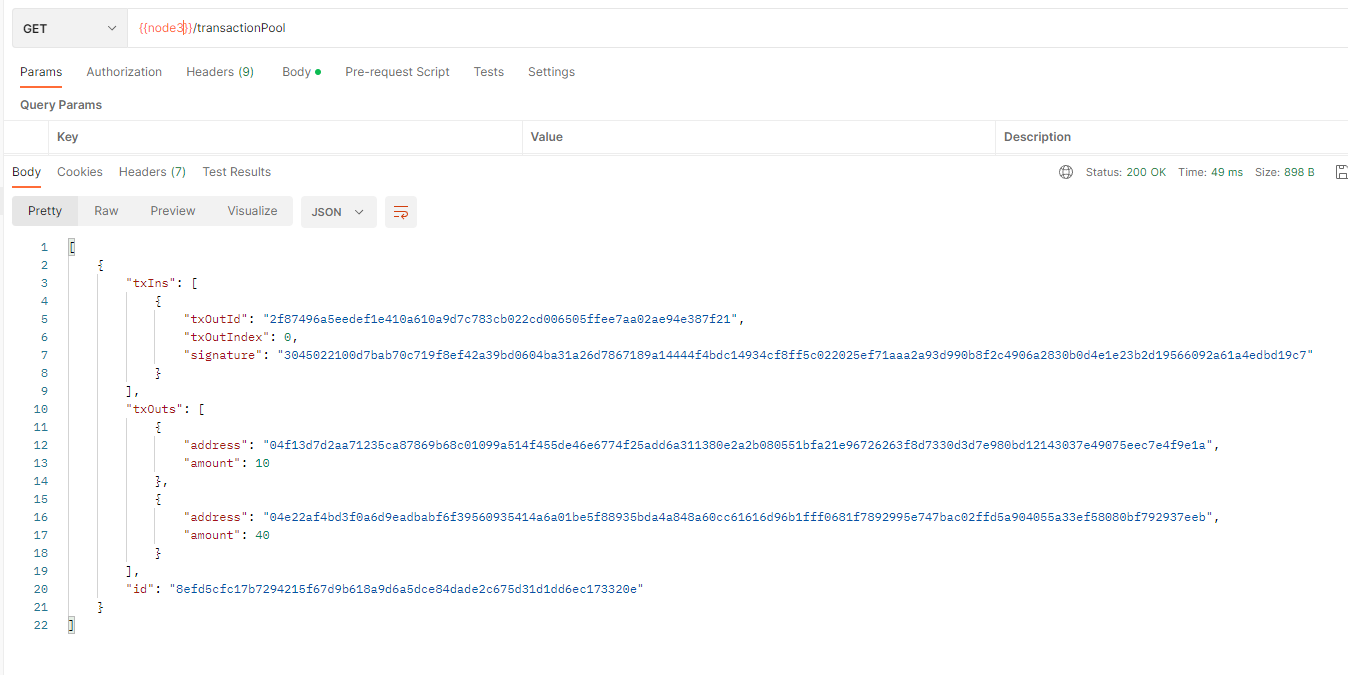 GET {{node3}}/transactionPool
Params Authorization Headers (9) Body Pre-request Script Tests Settings
Query Params
Key Value Description
Body Cookies Headers (7) Test Results Status: 200 OK Time: 49 ms Size: 898 B
Pretty Raw Preview Visualize JSON
1 [
2 {
3 "txIns": [
4 {
5 "txOutId": "2f87496a5eedef1e410a610a9d7c783cb022cd006505ffee7aa02ae94e387f21",
6 "txOutIndex": 0,
7 "signature": "3045022100d7bab70c719f8ef42a39bd0604ba31a26d7867189a14444f4bdc14934cf8ff5c022025ef71aaa2a93d990b8f2c4906a2830b0d4e1e23b2d19566092a61a4edbd19c7"
8 }
9 ],
10 "txOuts": [
11 {
12 "address": "04f13d7d2aa71235ca87869b68c01099a514f455de46e6774f25add6a311380e2a2b080551bfa21e96726263f8d7330d3d7e980bd12143037e49075eec7e4f9e1a",
13 "amount": 10
14 },
15 {
16 "address": "04e22af4bd3f0a6d9eadbabf6f39560935414a6a01be5f88935bda4a848a60cc61616d96b1fff0681f7892995e747bac02ffd5a904055a33ef58080bf792937eeb",
17 "amount": 40
18 }
19 ],
20 "id": "8efd5cfc17b7294215f67d9b618a9d6a5dce84dade2c675d31d1dd6ec173320e"
21 }
22 ]